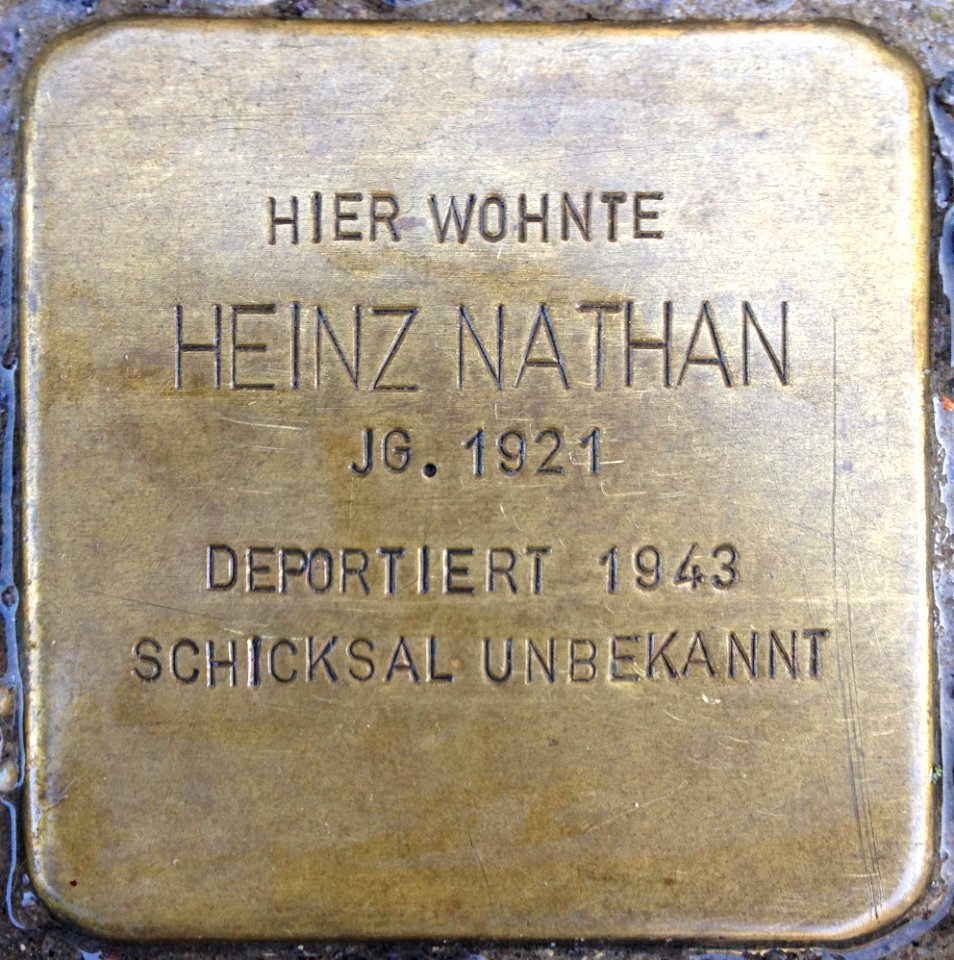 HIER WOHNTE
HEINZ NATHAN
JG. 1921
DEPORTIERT 1943
SCHICKSAL UNBEKANNT